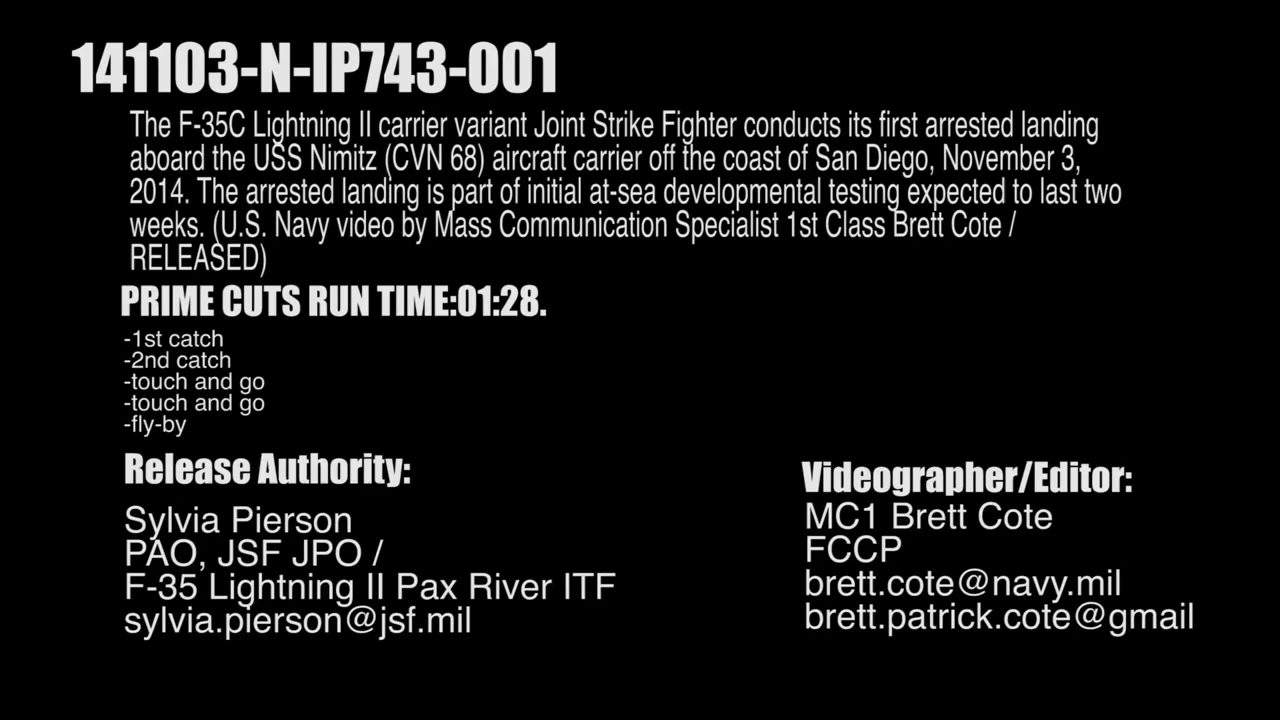 141103-N-IP743-001
The F-35C Lightning II carrier variant Joint Strike Fighter conducts its first arrested landing
aboard the USS Nimitz (CVN 68) aircraft carrier off the coast of San Diego, November 3,
2014. The arrested landing is part of initial at-sea developmental testing expected to last two
weeks. (U.S. Navy video by Mass Communication Specialist 1st Class Brett Cote /
RELEASED)
PRIME CUTS RUN TIME:01:28.
-1st catch
-2nd catch
-touch and go
-touch and go
-fly-by
Release Authority:
Sylvia Pierson
PAO, JSF JPO /
F-35 Lightning II Pax River ITF
sylvia.pierson@jsf.mil
Videographer/Editor:
MC1 Brett Cote
FCCP
brett.cote@navy.mil
brett.patrick.cote@gmail